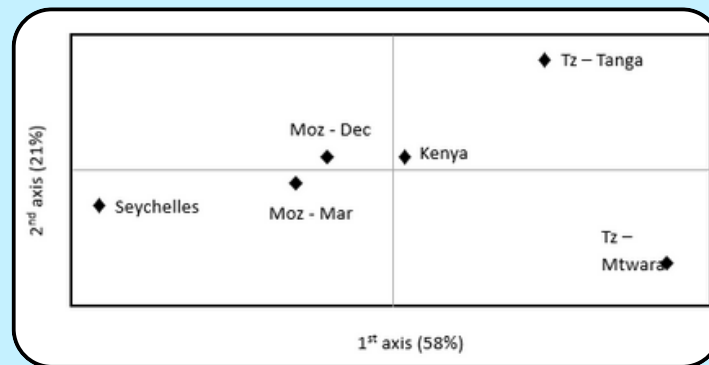 Tz – Tanga
Moz - Dec
Kenya
Seychelles
Moz - Mar
Tz –
Mtwara
2nd axis (21%)
1st axis (58%)